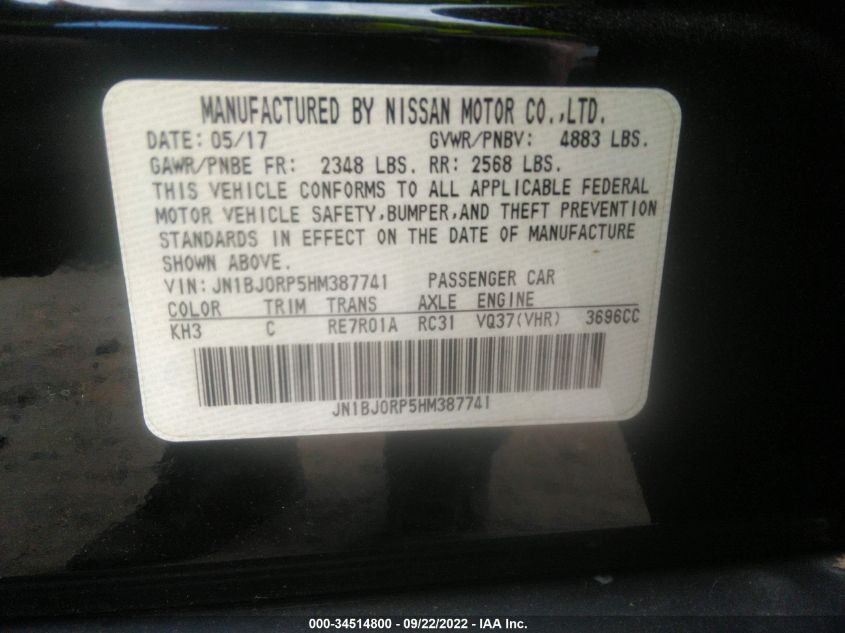 MANUFACTURED BY NISSAN MOTOR CO.,LTD.
DATE: 05/17 GVWR/PNBV: 4883 LBS.
GAWR/PNBE FR: 2348 LBS. RR: 2568 LBS.
THIS VEHICLE CONFORMS TO ALL APPLICABLE FEDERAL
MOTOR VEHICLE SAFETY,BUMPER,AND THEFT PREVENTION
STANDARDS IN EFFECT ON THE DATE OF MANUFACTURE
SHOWN ABOVE.
VIN: JN1BJ0RP5HM387741 PASSENGER CAR
COLOR TRIM TRANS AXLE ENGINE
KH3 C RE7R01A RC31 VQ37(VHR) 3696CC
JN1BJ0RP5HM387741
000-34514800 - 09/22/2022 - IAA Inc.